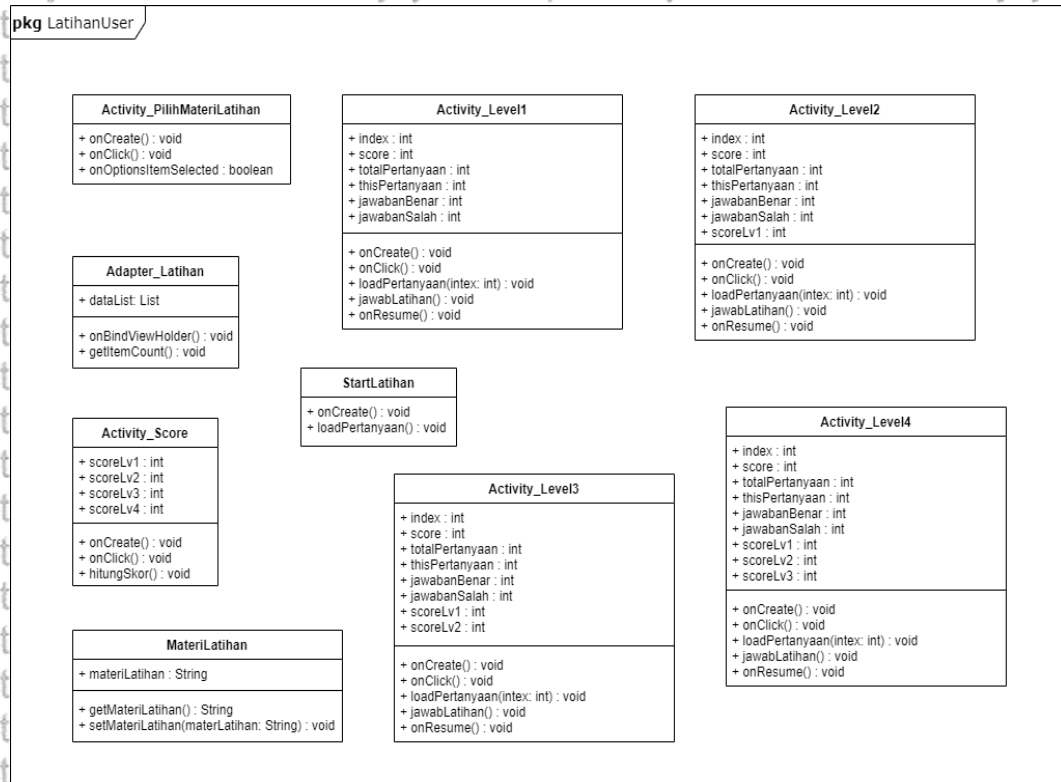 pkg LatihanUser
Activity_PilihMateriLatihan
+ onCreate() : void
+ onClick() : void
+ onOptionsItemSelected : boolean
Activity_Level1
+ index : int
+ score : int
+ totalPertanyaan : int
+ thisPertanyaan : int
+ jawabanBenar : int
+ jawabanSalah : int
+ onCreate() : void
+ onClick() : void
+ loadPertanyaan(intex: int) : void
+ jawabLatihan() : void
+ onResume() : void
Activity_Level2
+ index : int
+ score : int
+ totalPertanyaan : int
+ thisPertanyaan : int
+ jawabanBenar : int
+ jawabanSalah : int
+ scoreLv1 : int
+ onCreate() : void
+ onClick() : void
+ loadPertanyaan(intex: int) : void
+ jawabLatihan() : void
+ onResume() : void
Adapter_Latihan
+ dataList: List
+ onBindViewHolder() : void
+ getItemCount() : void
StartLatihan
+ onCreate() : void
+ loadPertanyaan() : void
Activity_Score
+ scoreLv1 : int
+ scoreLv2 : int
+ scoreLv3 : int
+ scoreLv4 : int
+ onCreate() : void
+ onClick() : void
+ hitungSkor() : void
Activity_Level3
+ index : int
+ score : int
+ totalPertanyaan : int
+ thisPertanyaan : int
+ jawabanBenar : int
+ jawabanSalah : int
+ scoreLv1 : int
+ scoreLv2 : int
+ onCreate() : void
+ onClick() : void
+ loadPertanyaan(intex: int) : void
+ jawabLatihan() : void
+ onResume() : void
Activity_Level4
+ index : int
+ score : int
+ totalPertanyaan : int
+ thisPertanyaan : int
+ jawabanBenar : int
+ jawabanSalah : int
+ scoreLv1 : int
+ scoreLv2 : int
+ scoreLv3 : int
+ onCreate() : void
+ onClick() : void
+ loadPertanyaan(intex: int) : void
+ jawabLatihan() : void
+ onResume() : void
MateriLatihan
+ materiLatihan : String
+ getMateriLatihan() : String
+ setMateriLatihan(materLatihan: String) : void